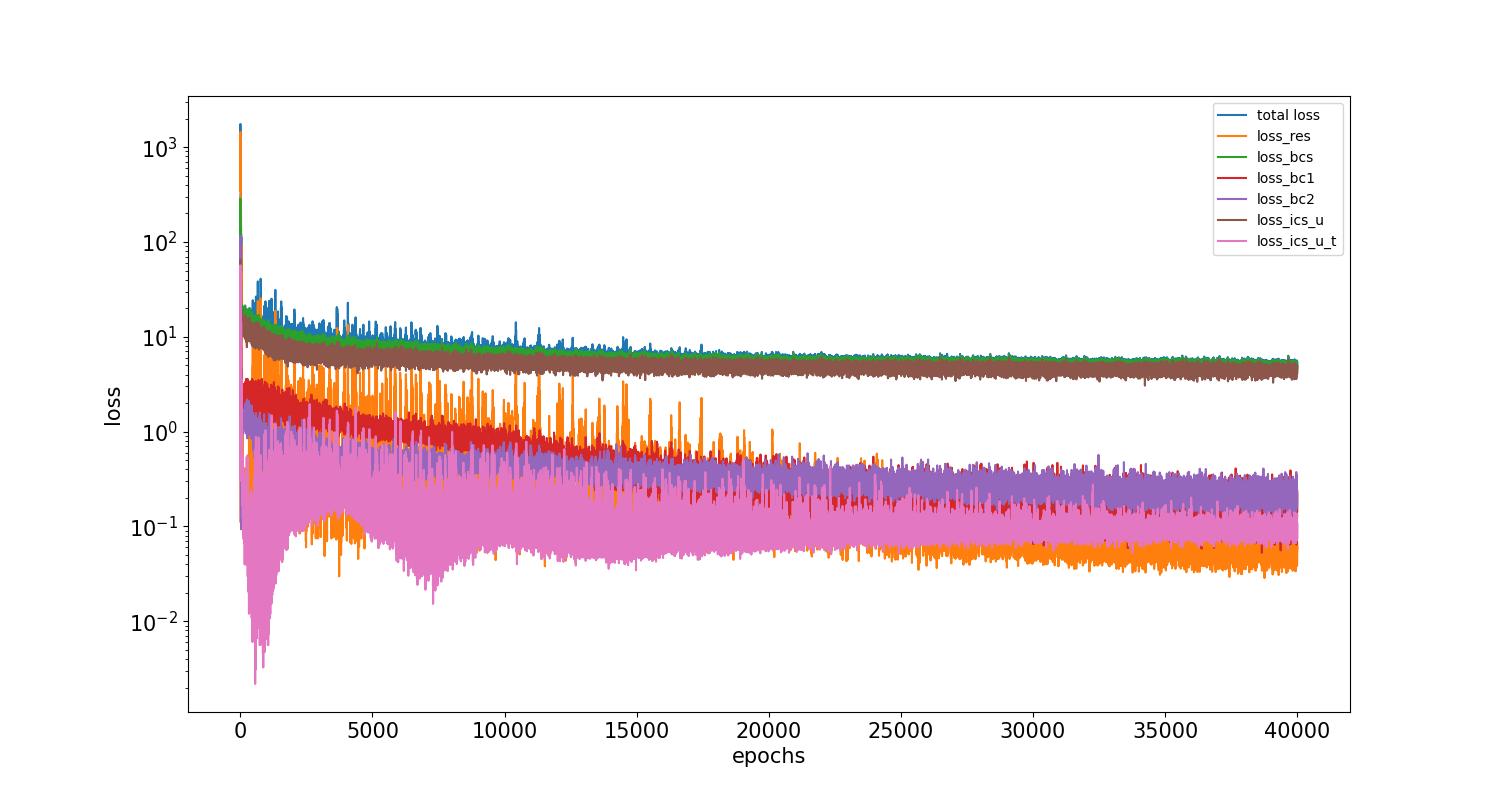 total loss
loss_res
loss_bcs
loss_bc1
loss_bc2
loss_ics_u
loss_ics_u_t
10³
10²
10¹
10⁰
10⁻¹
10⁻²
loss
0 5000 10000 15000 20000 25000 30000 35000 40000
epochs